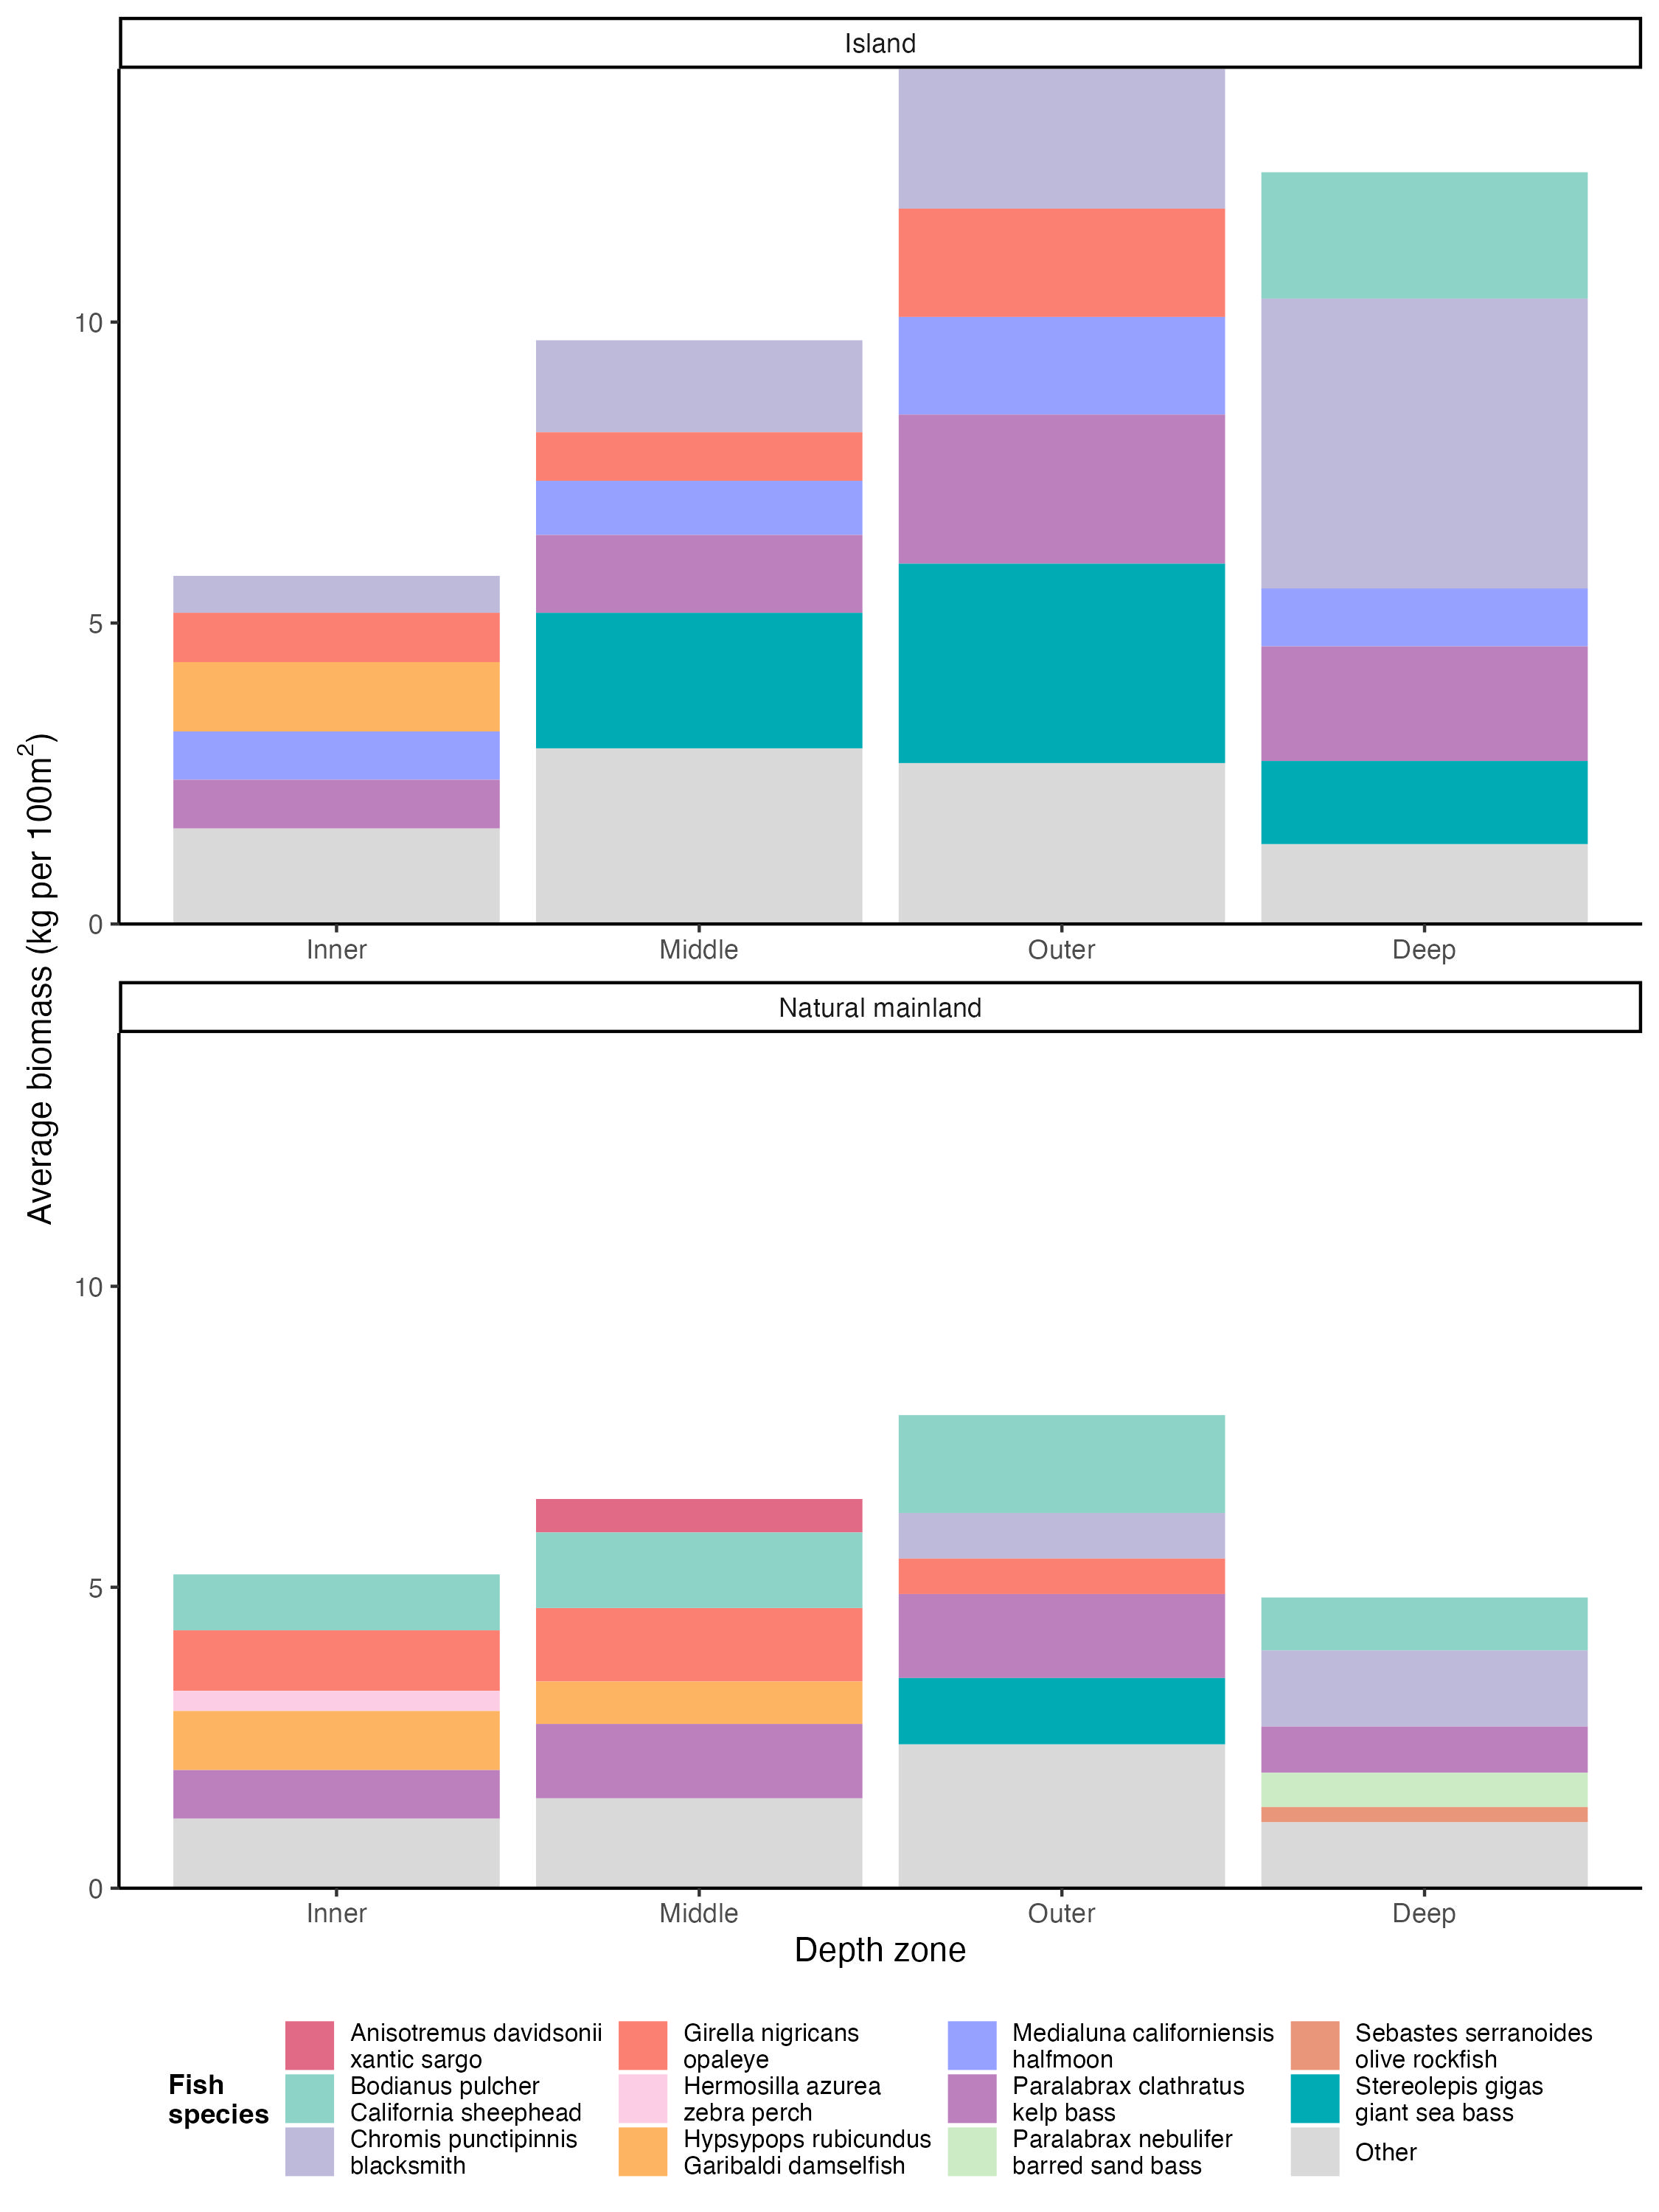 Island
10
5
0
Inner Middle Outer Deep
Average biomass (kg per 100m²)
Natural mainland
10
5
0
Inner Middle Outer Deep
Depth zone
Fish
species
Anisotremus davidsonii
xantic sargo
Bodianus pulcher
California sheephead
Chromis punctipinnis
blacksmith
Girella nigricans
opaleye
Hermosilla azurea
zebra perch
Hypsypops rubicundus
Garibaldi damselfish
Medialuna californiensis
halfmoon
Paralabrax clathratus
kelp bass
Paralabrax nebulifer
barred sand bass
Sebastes serranoides
olive rockfish
Stereolepis gigas
giant sea bass
Other